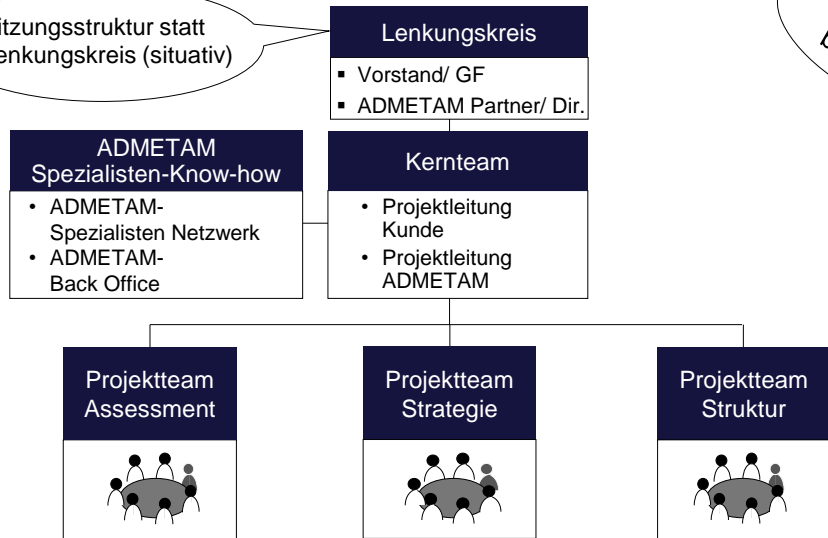 itzungsstruktur statt
enkungskreis (situativ)
Lenkungskreis
▪ Vorstand/ GF
▪ ADMETAM Partner/ Dir.
ADMETAM
Spezialisten-Know-how
• ADMETAM-
Spezialisten Netzwerk
• ADMETAM-
Back Office
Kernteam
• Projektleitung
Kunde
• Projektleitung
ADMETAM
Projektteam
Assessment
Projektteam
Strategie
Projektteam
Struktur